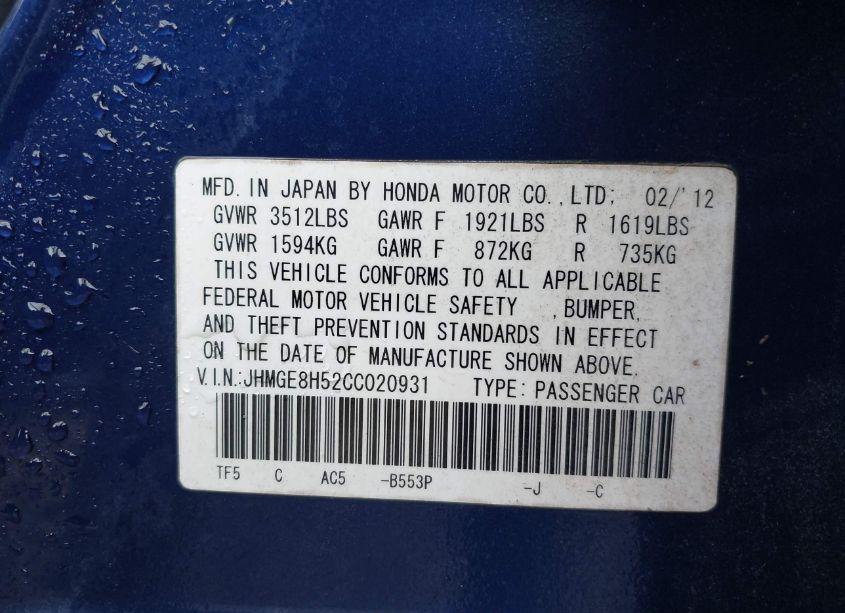 MFD. IN JAPAN BY HONDA MOTOR CO., LTD; 02/'12
GVWR 3512LBS GAWR F 1921LBS R 1619LBS
GVWR 1594KG GAWR F 872KG R 735KG
THIS VEHICLE CONFORMS TO ALL APPLICABLE
FEDERAL MOTOR VEHICLE SAFETY , BUMPER,
AND THEFT PREVENTION STANDARDS IN EFFECT
ON THE DATE OF MANUFACTURE SHOWN ABOVE.
V.I.N.: JHMGE8H52CC020931 TYPE: PASSENGER CAR
TF5 C AC5 -B553P -J -C